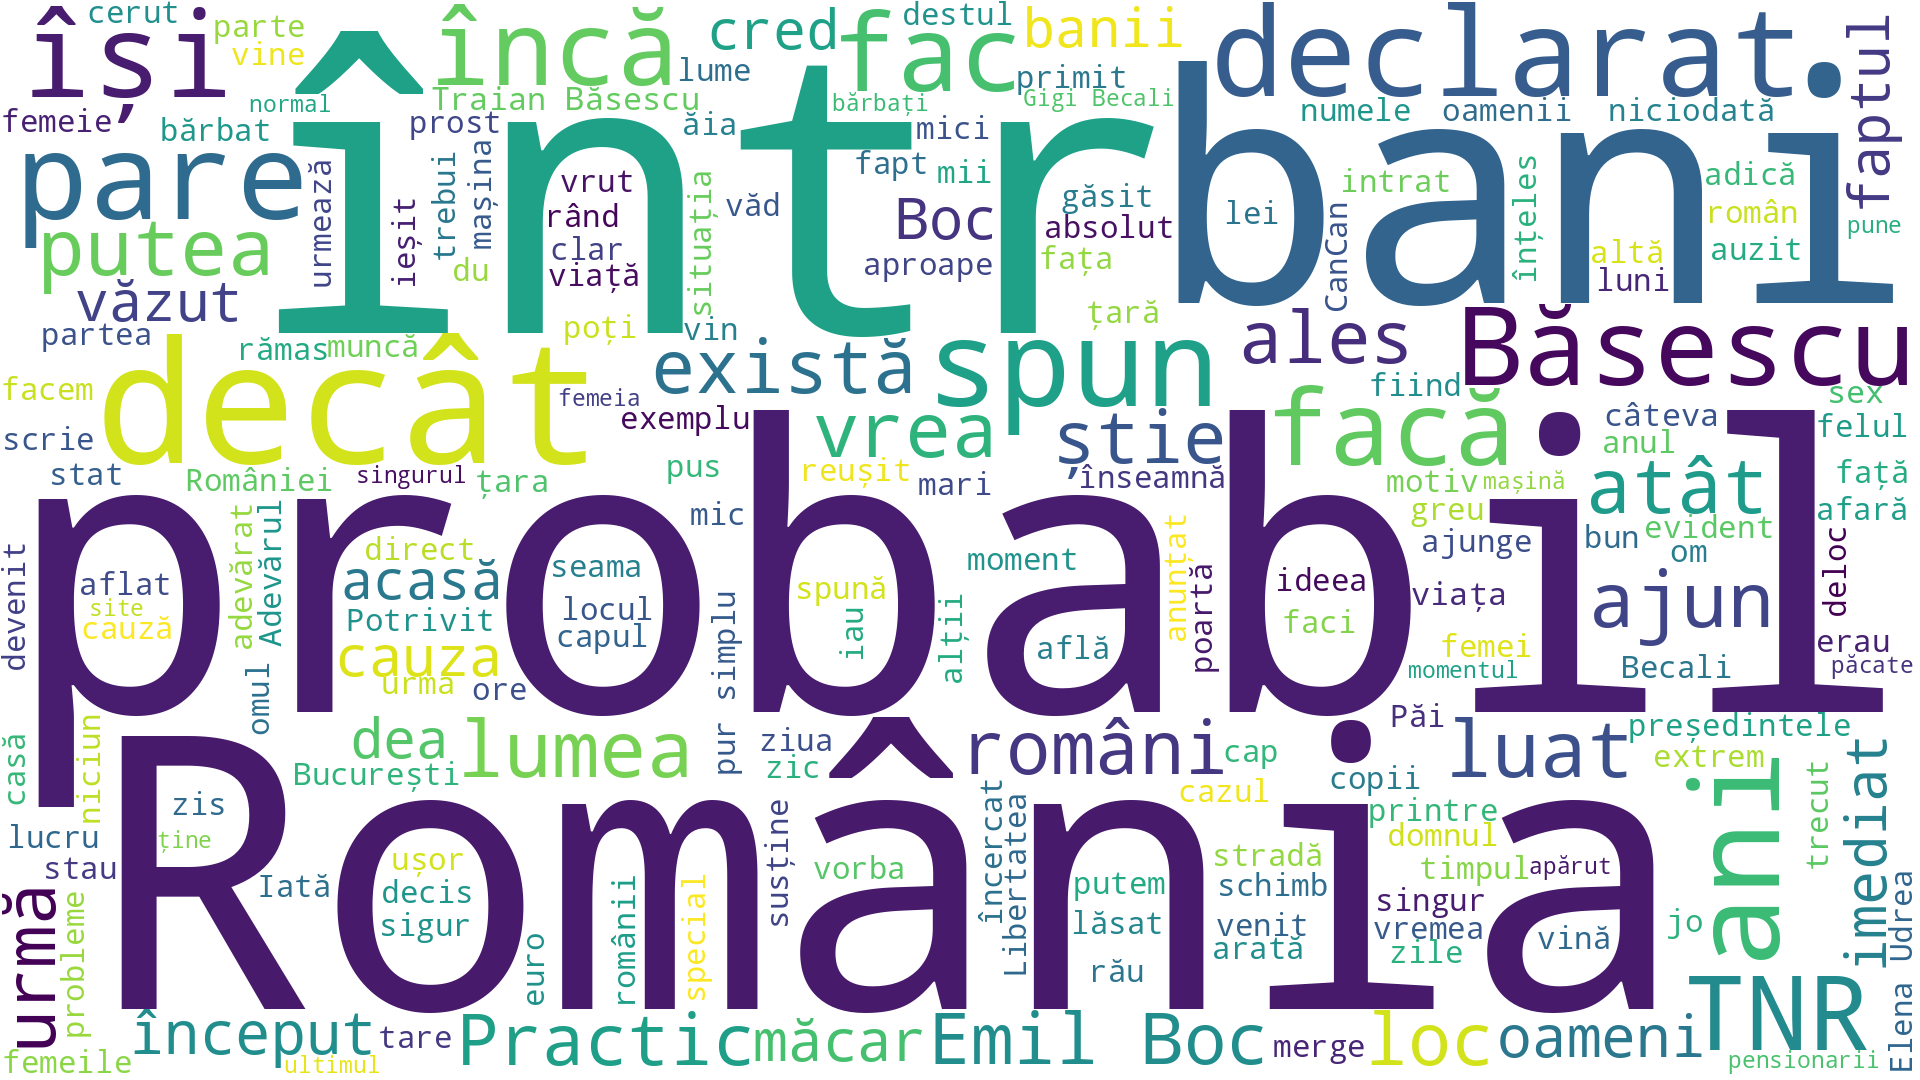 cerut
parte
vine
își
încă
cred
fac
destul
banii
declarat
faptul
lume
primit
normal
Traian Băsescu
bărbați
Gigi Becali
numele
oamenii
niciodată
femeie
bărbat
prost
ăia
mici
într
bani
pare
urmează
ieșit
trebui
mașina
vrut
rând
clar
viață
situația
văd
fapt
mii
Boc
aproape
găsit
absolut
fața
lei
CanCan
intrat
înțeles
adică
român
altă
auzit
luni
pune
putea
du
văzut
partea
poți
vin
țară
rămas
muncă
ales
Băsescu
decât
există
spun
facem
femeia
exemplu
fiind
sex
vrea
știe
facă
câteva
felul
scrie
anul
stat
României
singurul
țara
pus
reușit
mari
înseamnă
motiv
mașină
atât
față
mic
greu
afară
probabil
devenit
aflat
site
cauză
adevărat
Adevărul
direct
acasă
Potrivit
cauza
urma
ore
omul
seama
locul
capul
pur simplu
spună
iau
alții
moment
află
anunțat
poartă
ideea
faci
ajunge
bun
evident
om
viața
ajun
deloc
femei
erau
momentul
Becali
păcate
casă
niciun
dea
lumea
București
ziua
zic
români
cap
Păi
luat
președintele
extrem
copii
cazul
printre
domnul
ani
trecut
imediat
zis
lucru
ține
stau
România
Iată
ușor
decis
sigur
românii
special
susține
vorba
încercat
Libertatea
putem
lăsat
rău
stradă
schimb
venit
arată
timpul
apărut
singur
vremea
zile
vină
jo
urmă
probleme
euro
Elena Udrea
TNR
început
tare
Practic
măcar
Emil Boc
merge
loc
oameni
femeile
ultimul
pensionarii